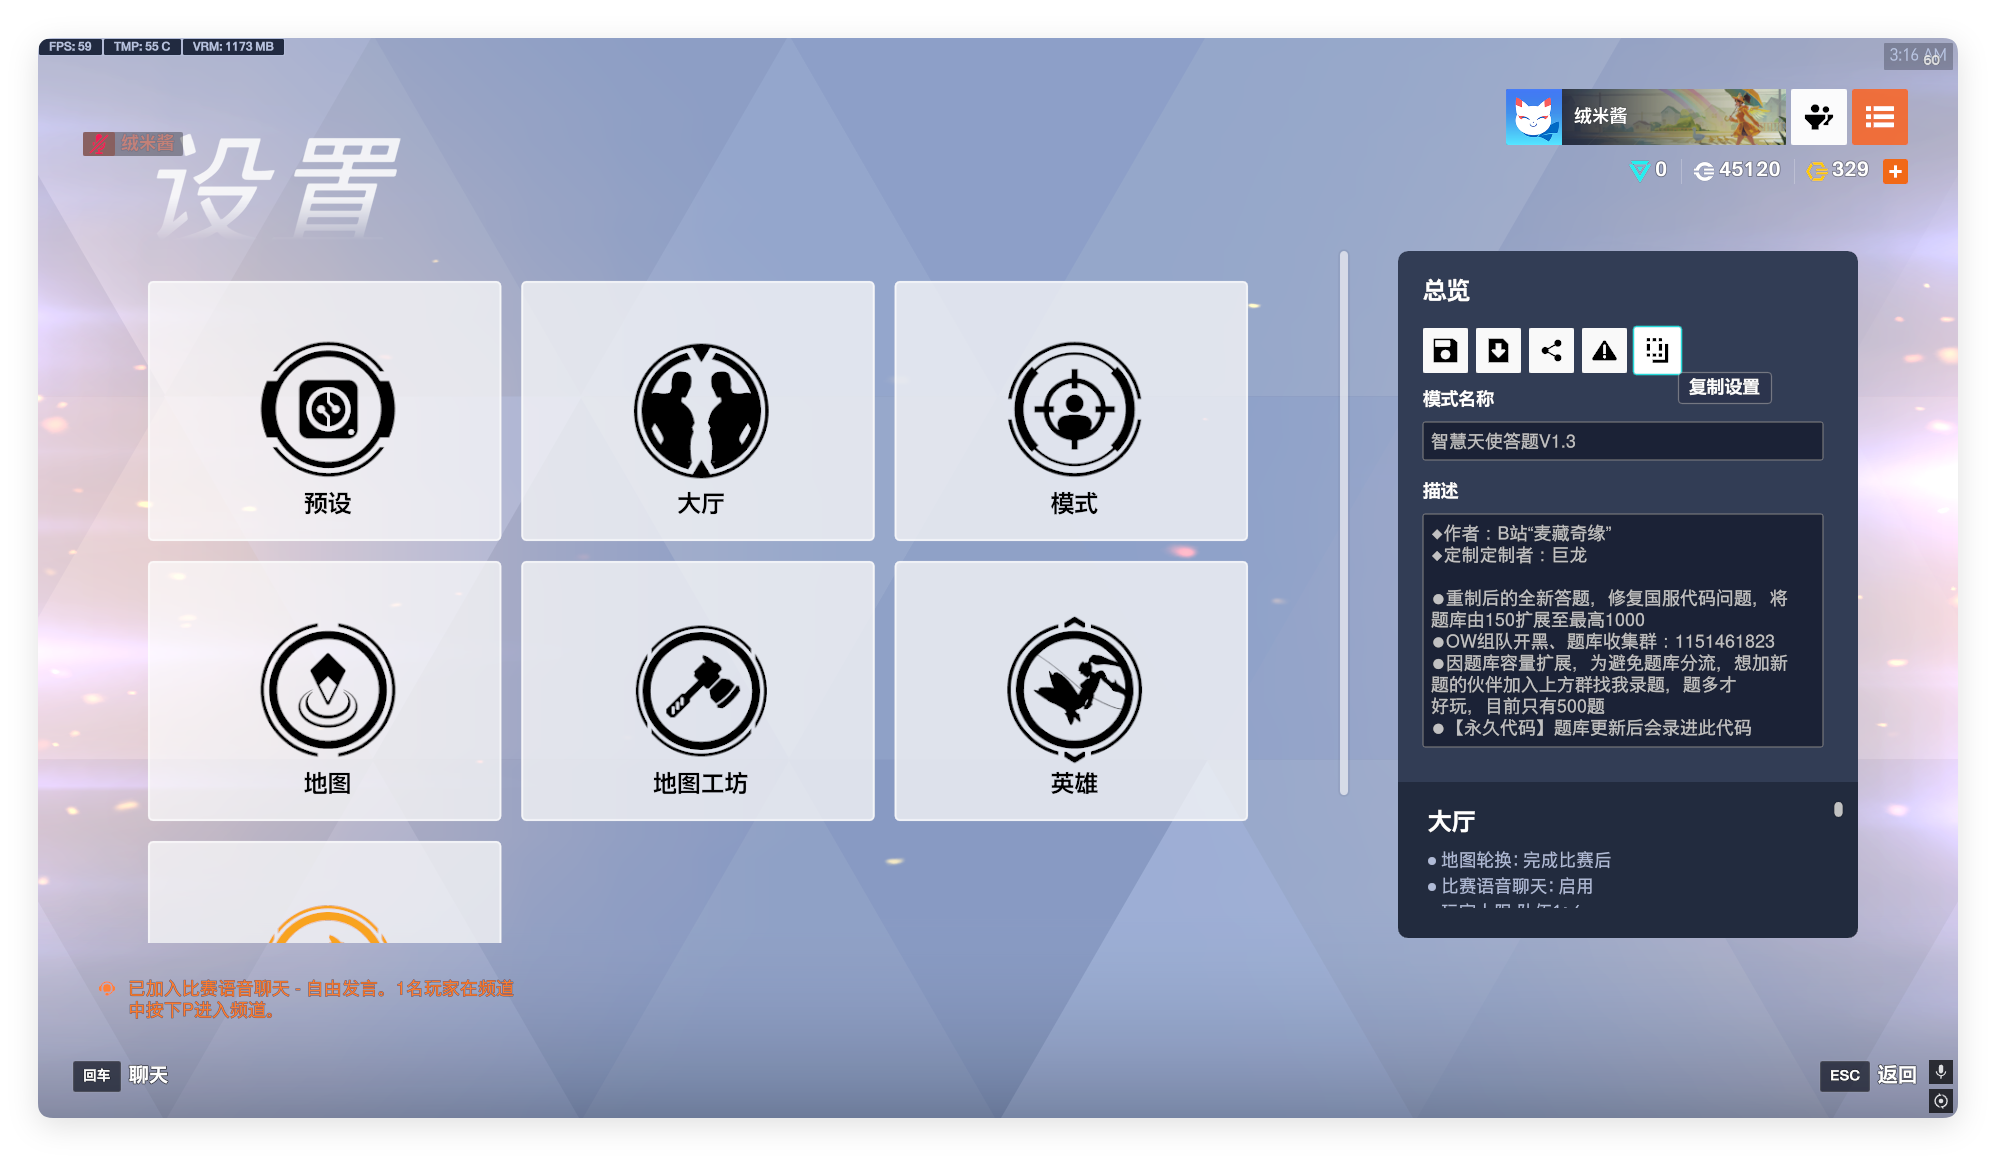 FPS: 59
TMP: 55 C
VRM: 1173 MB
3:16 AM
60
绒米酱
设置
绒米酱
0
45120
329
预设
大厅
模式
地图
地图工坊
英雄
总览
复制设置
模式名称
智慧天使答题V1.3
描述
◆作者：B站“麦藏奇缘”
◆定制定制者：巨龙
●重制后的全新答题，修复国服代码问题，将
题库由150扩展至最高1000
●OW组队开黑、题库收集群：1151461823
●因题库容量扩展，为避免题库分流，想加新
题的伙伴加入上方群找我录题，题多才
好玩，目前只有500题
●【永久代码】题库更新后会录进此代码
大厅
地图轮换: 完成比赛后
比赛语音聊天: 启用
已加入比赛语音聊天 - 自由发言。1名玩家在频道
中按下P进入频道。
回车 聊天
ESC 返回